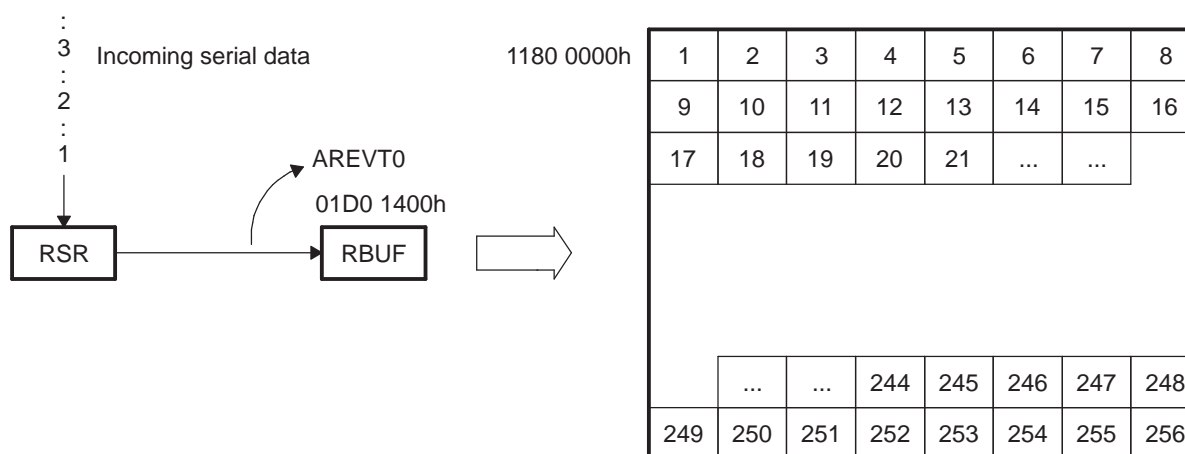 :
3 Incoming serial data
:
2
:
1
AREVT0
01D0 1400h
RSR
RBUF
1180 0000h
1 2 3 4 5 6 7 8
9 10 11 12 13 14 15 16
17 18 19 20 21 ... ...
... ... 244 245 246 247 248
249 250 251 252 253 254 255 256